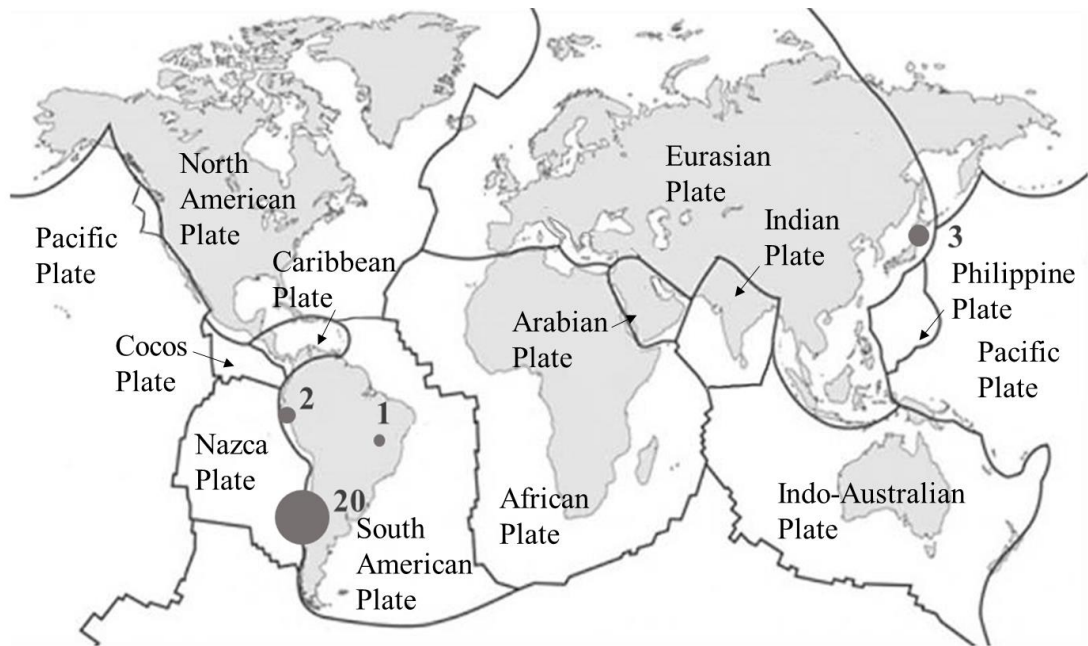 North
American
Plate
Eurasian
Plate
Indian
Plate
Pacific
Plate
Caribbean
Plate
3
Philippine
Plate
Arabian
Plate
Cocos
Plate
Pacific
Plate
2
1
Nazca
Plate
20
South
American
Plate
African
Plate
Indo-Australian
Plate